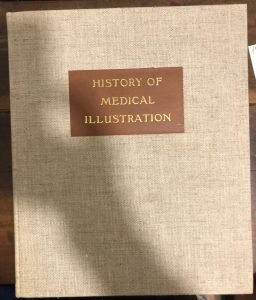 HISTORY OF
MEDICAL
ILLUSTRATION